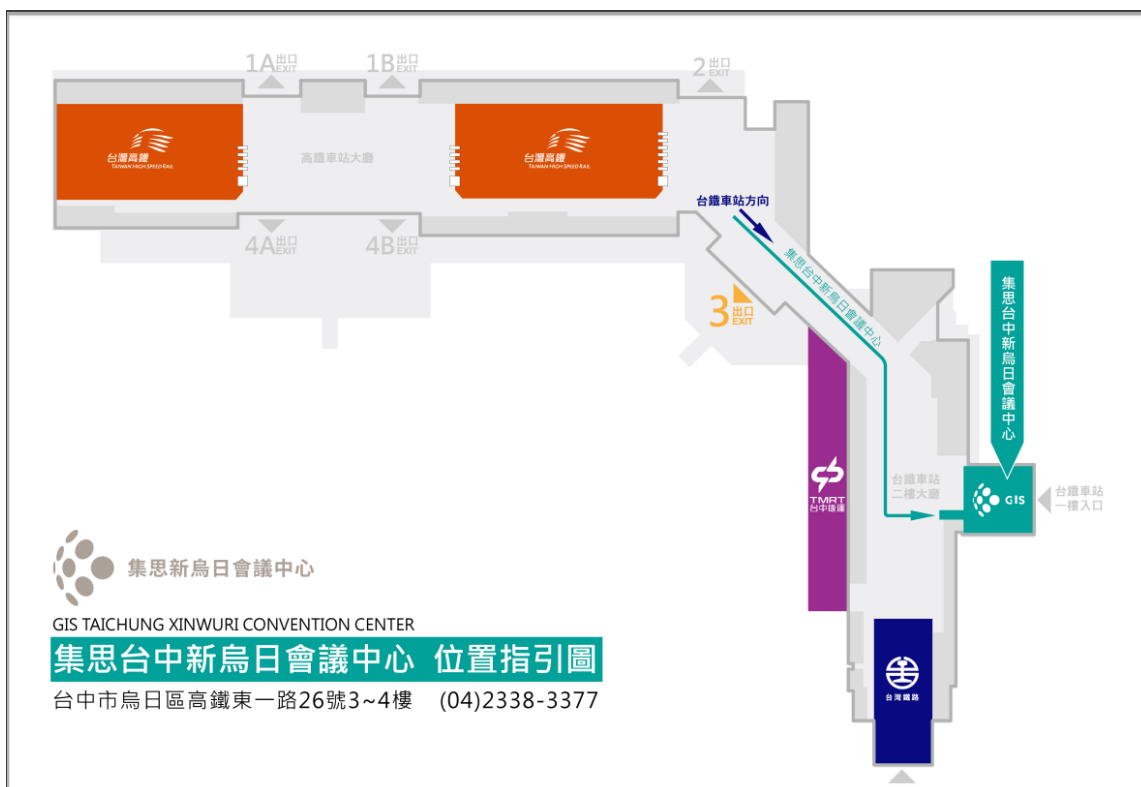 1A出口
EXIT
1B出口
EXIT
2出口
EXIT
台灣高鐵
TAIWAN HIGH SPEED RAIL
高鐵車站大廳
台灣高鐵
TAIWAN HIGH SPEED RAIL
台鐵車站方向
4A出口
EXIT
4B出口
EXIT
集思台中新烏日會議中心
集思台中新烏日會議中心
3出口
EXIT
TMRT
台中捷運
台鐵車站
二樓大廳
GIS
台鐵車站
一樓入口
集思新烏日會議中心
GIS TAICHUNG XINWURI CONVENTION CENTER
集思台中新烏日會議中心 位置指引圖
台中市烏日區高鐵東一路26號3~4樓 (04)2338-3377
台灣鐵路